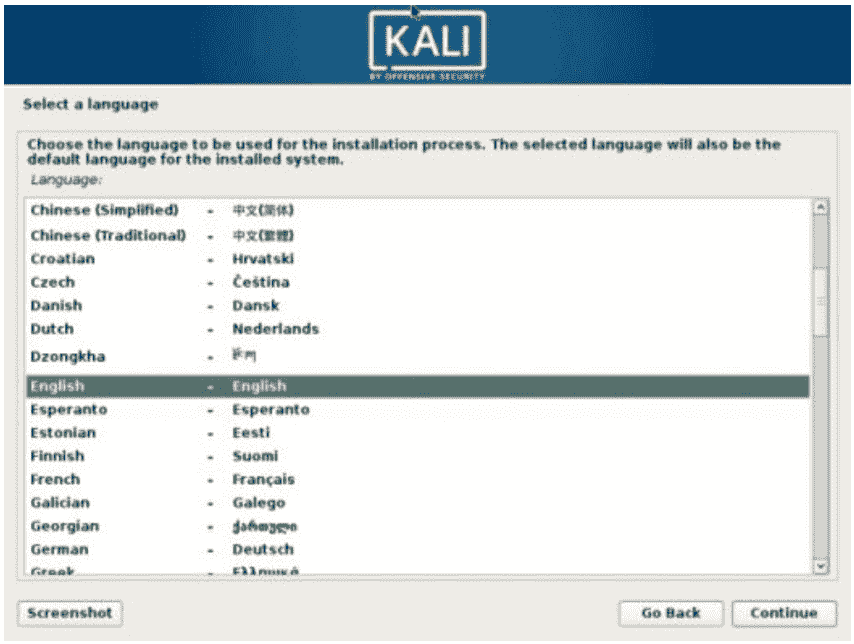 KALI
BY OFFENSIVE SECURITY
Select a language
Choose the language to be used for the installation process. The selected language will also be the
default language for the installed system.
Language:
Chinese (Simplified) - 中文(简体)
Chinese (Traditional) - 中文(繁體)
Croatian - Hrvatski
Czech - Čeština
Danish - Dansk
Dutch - Nederlands
Dzongkha -
English - English
Esperanto - Esperanto
Estonian - Eesti
Finnish - Suomi
French - Français
Galician - Galego
Georgian - ქართული
German - Deutsch
Greek - Ελληνικά
Screenshot Go Back Continue